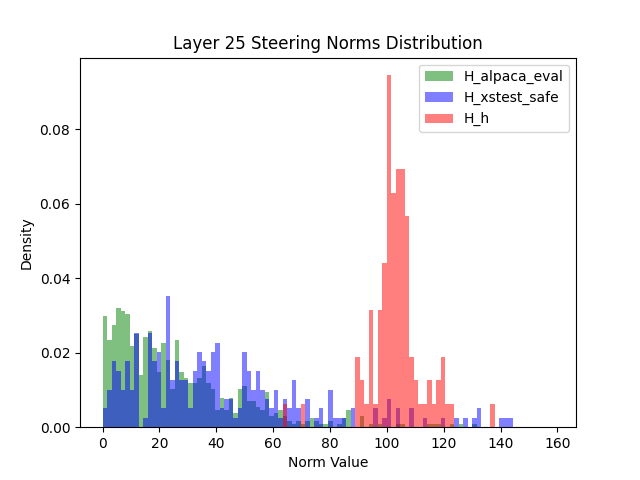 Layer 25 Steering Norms Distribution
H_alpaca_eval
H_xstest_safe
H_h
Density
0.08
0.06
0.04
0.02
0.00
0 20 40 60 80 100 120 140 160
Norm Value